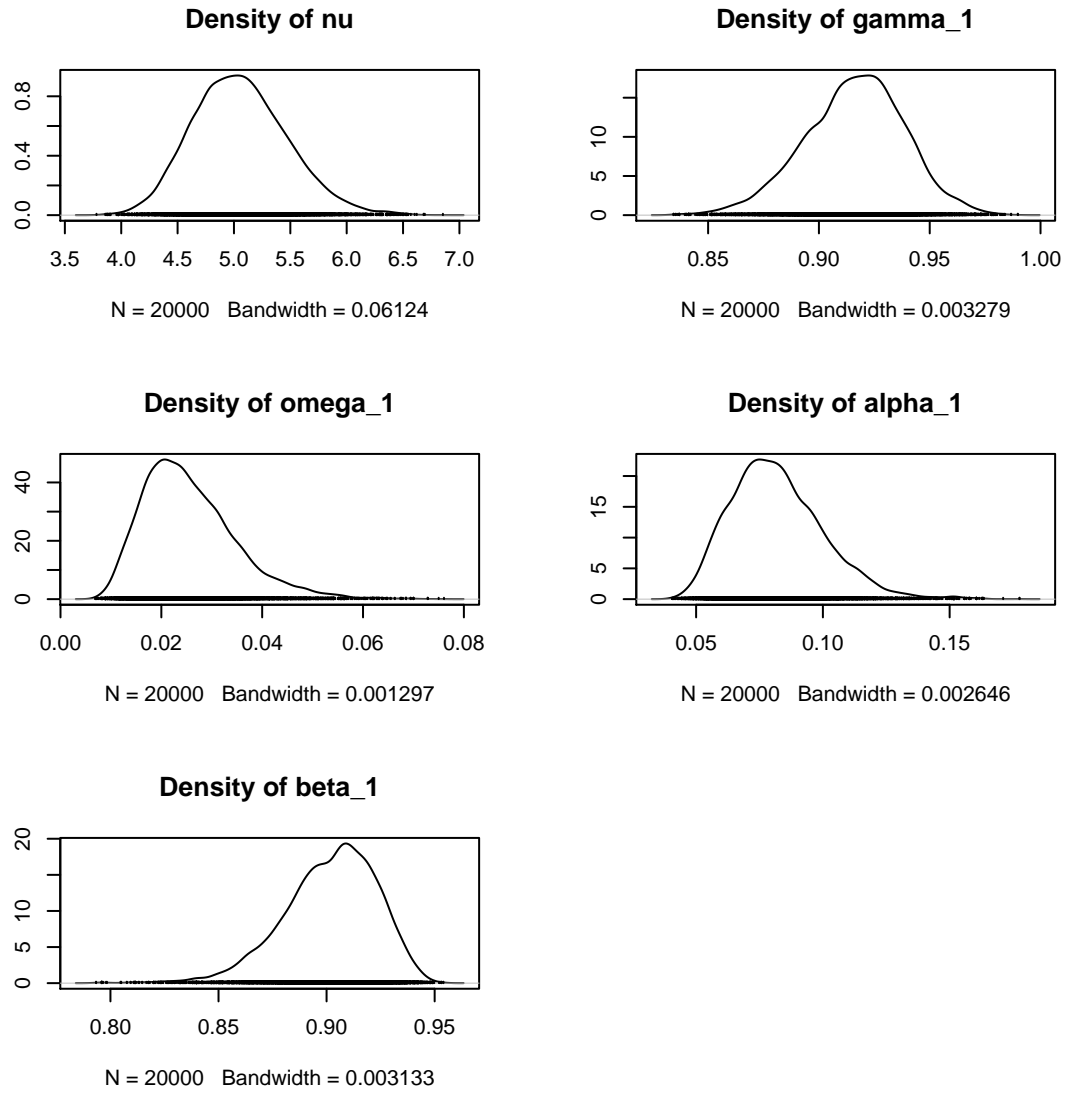 Density of nu
0.0 0.4 0.8
3.5 4.0 4.5 5.0 5.5 6.0 6.5 7.0
N = 20000 Bandwidth = 0.06124
Density of gamma_1
0 5 10
0.85 0.90 0.95 1.00
N = 20000 Bandwidth = 0.003279
Density of omega_1
0 20 40
0.00 0.02 0.04 0.06 0.08
N = 20000 Bandwidth = 0.001297
Density of alpha_1
0 5 15
0.05 0.10 0.15
N = 20000 Bandwidth = 0.002646
Density of beta_1
0 5 10 20
0.80 0.85 0.90 0.95
N = 20000 Bandwidth = 0.003133